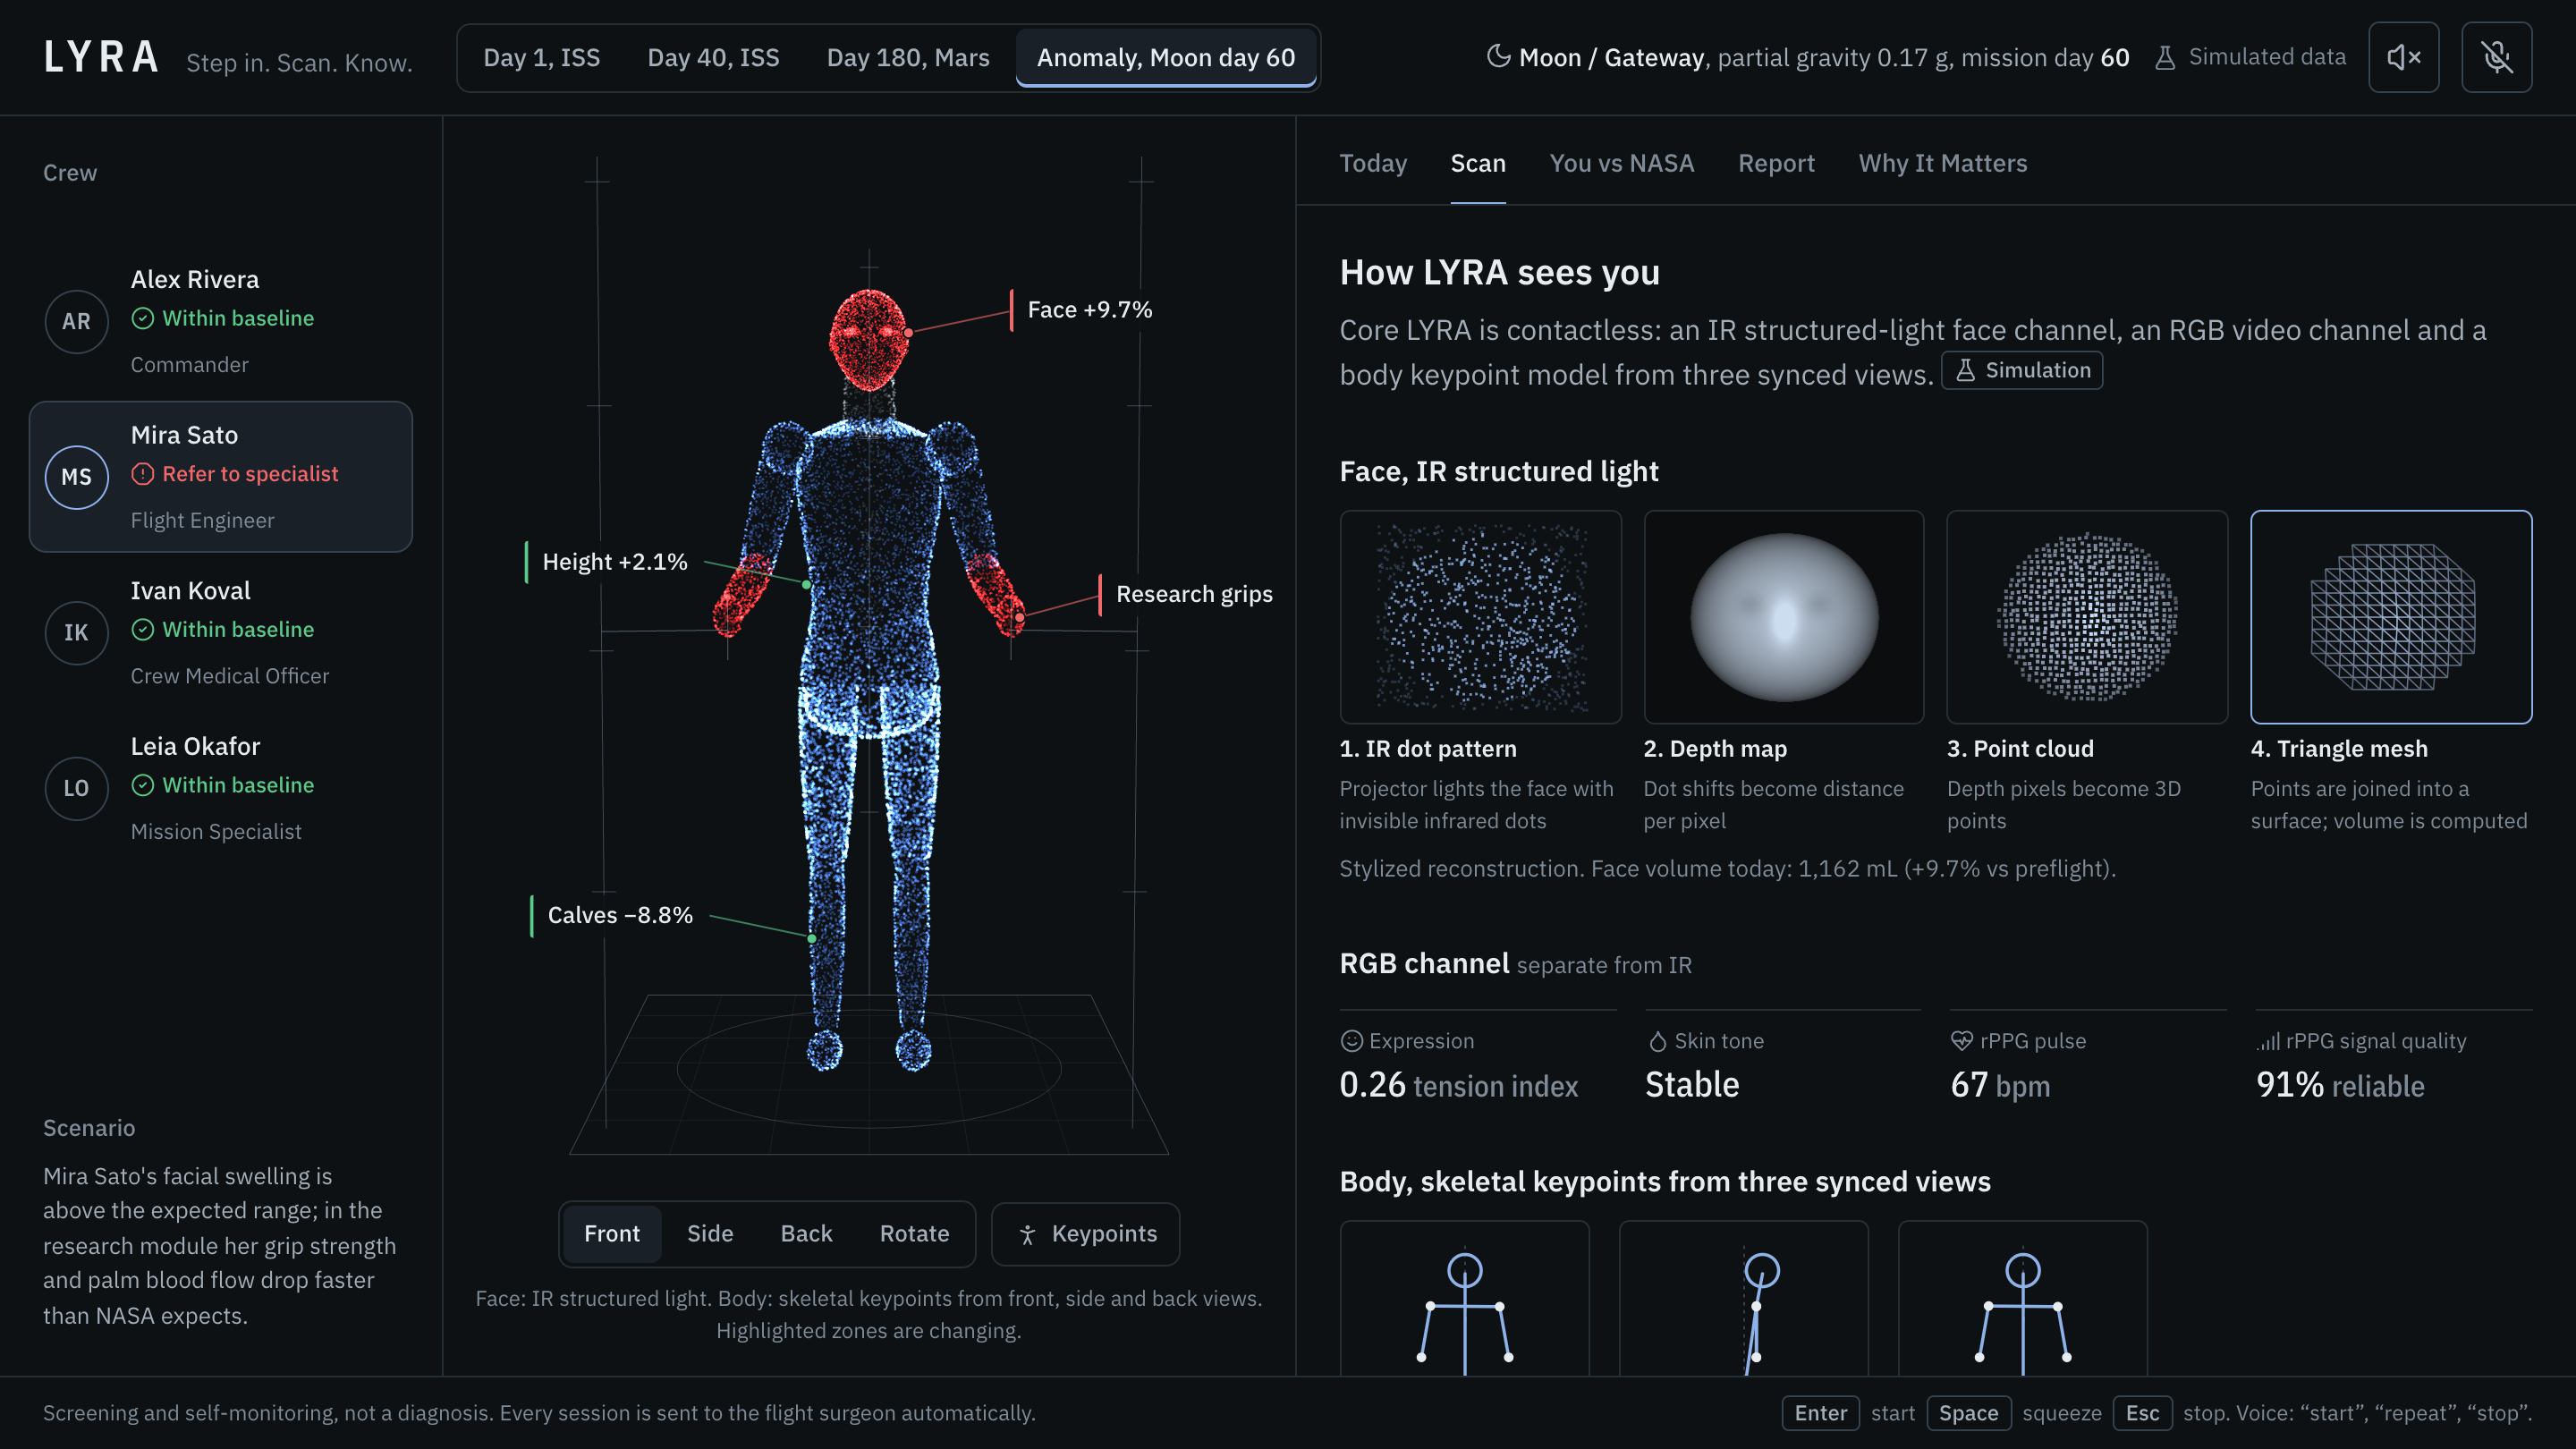 LYRA Step in. Scan. Know.
Day 1, ISS
Day 40, ISS
Day 180, Mars
Anomaly, Moon day 60
Moon / Gateway, partial gravity 0.17 g, mission day 60
Simulated data
Crew
AR
Alex Rivera
Within baseline
Commander
MS
Mira Sato
Refer to specialist
Flight Engineer
IK
Ivan Koval
Within baseline
Crew Medical Officer
LO
Leia Okafor
Within baseline
Mission Specialist
Scenario
Mira Sato's facial swelling is
above the expected range; in the
research module her grip strength
and palm blood flow drop faster
than NASA expects.
Face +9.7%
Height +2.1%
Research grips
Calves −8.8%
Front
Side
Back
Rotate
Keypoints
Face: IR structured light. Body: skeletal keypoints from front, side and back views.
Highlighted zones are changing.
Today
Scan
You vs NASA
Report
Why It Matters
How LYRA sees you
Core LYRA is contactless: an IR structured-light face channel, an RGB video channel and a
body keypoint model from three synced views. Simulation
Face, IR structured light
1. IR dot pattern
Projector lights the face with
invisible infrared dots
2. Depth map
Dot shifts become distance
per pixel
3. Point cloud
Depth pixels become 3D
points
4. Triangle mesh
Points are joined into a
surface; volume is computed
Stylized reconstruction. Face volume today: 1,162 mL (+9.7% vs preflight).
RGB channel separate from IR
Expression
0.26 tension index
Skin tone
Stable
rPPG pulse
67 bpm
rPPG signal quality
91% reliable
Body, skeletal keypoints from three synced views
Screening and self-monitoring, not a diagnosis. Every session is sent to the flight surgeon automatically.
Enter start Space squeeze Esc stop. Voice: “start”, “repeat”, “stop”.